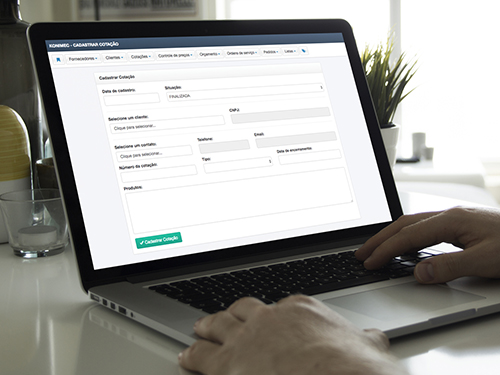 KONIMEC - CADASTRAR COTAÇÃO
Fornecedores Clientes Cotações Controle de preços Orçamento Ordens de serviço Pedidos Listas
Cadastrar Cotação
Data de cadastro: Situação:
FINALIZADA
Selecione um cliente: CNPJ:
Clique para selecionar...
Selecione um contato: Telefone: Email:
Clique para selecionar...
Número da cotação: Tipo: Data de encerramento:
Produtos:
Cadastrar Cotação